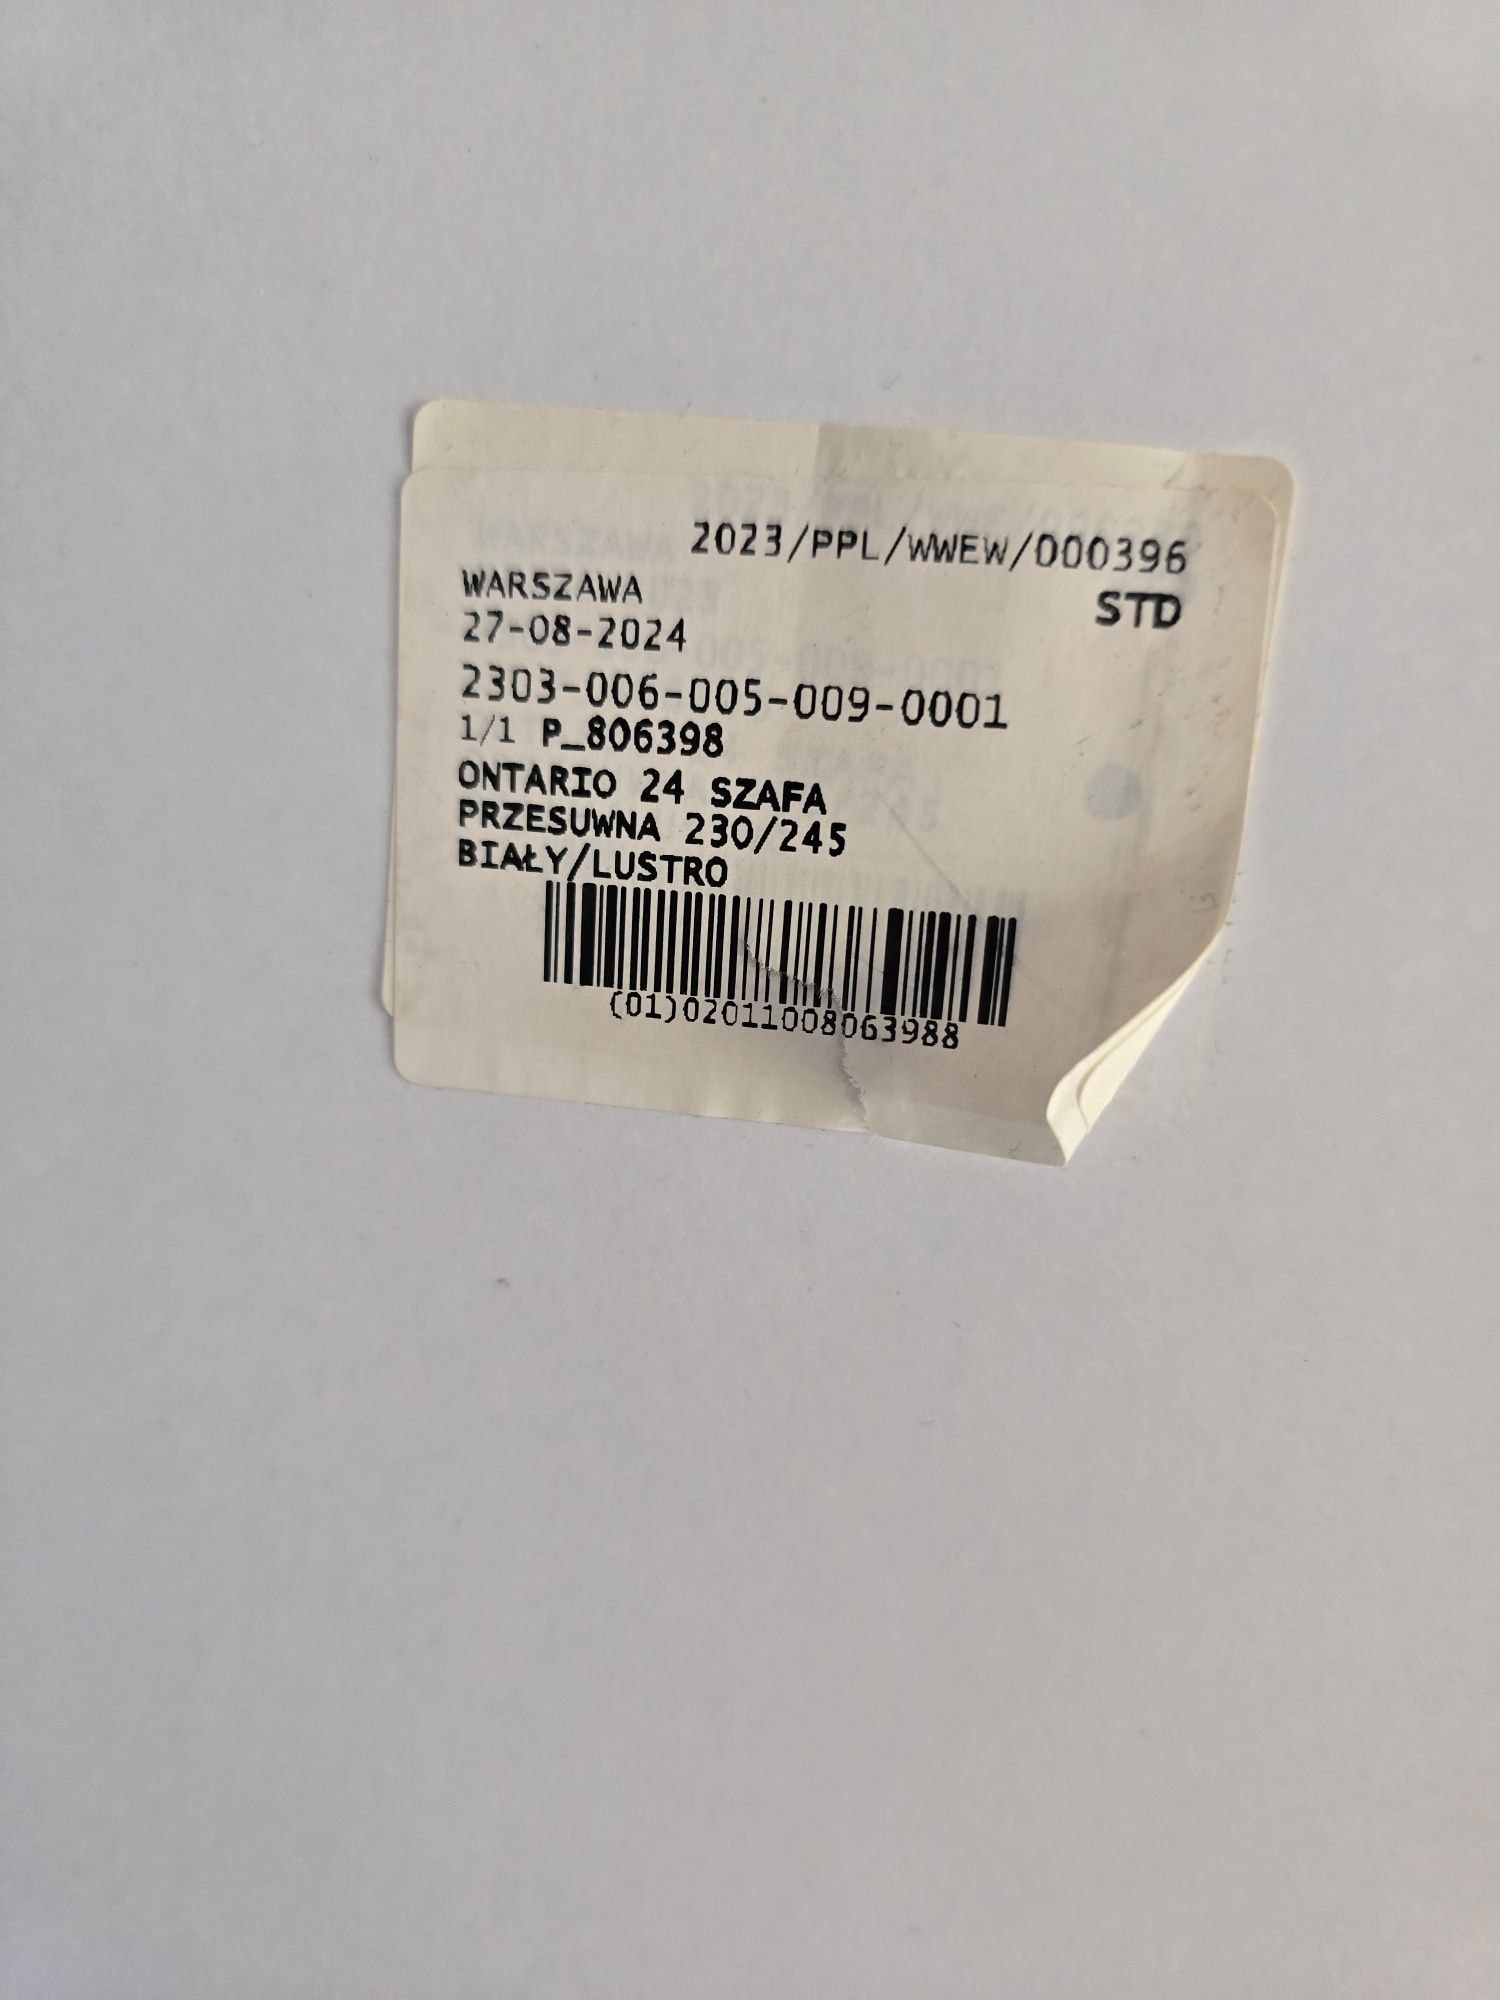 2023/PPL/WWEW/000396
WARSZAWA
STD
27-08-2024
2303-006-005-009-0001
1/1 P_806398
ONTARIO 24 SZAFA
PRZESUWNA 230/245
BIAŁY/LUSTRO
(01)02011008063988